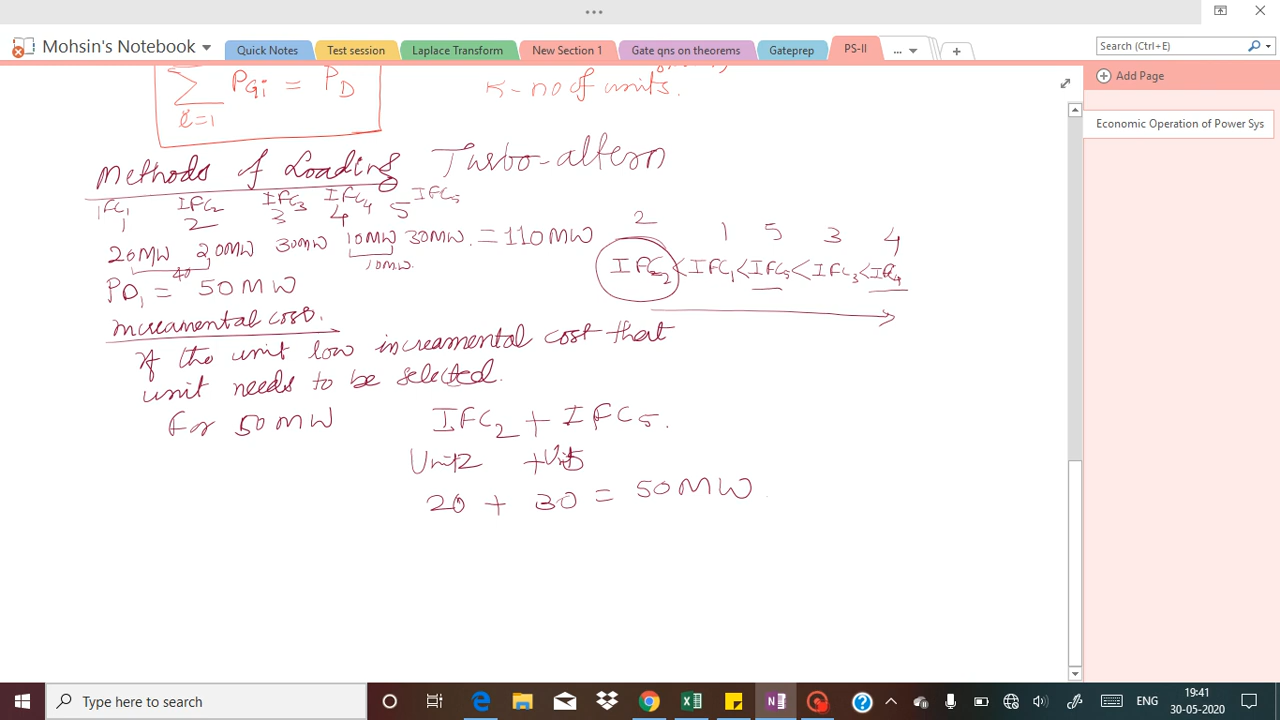 Mohsin's Notebook
Quick Notes
Test session
Laplace Transform
New Section 1
Gate qns on theorems
Gateprep
PS-II
...
+
Search (Ctrl+E)
Add Page
Economic Operation of Power Sys
∑ PGi = PD
i=1
K - no of units.
Methods of Loading Turbo-altern
IFC1 IFC2 IFC3 IFC4 IFC5
1 2 3 4 5
20MW 20MW 30MW 10MW 30MW = 110MW
40 10MW.
2 1 5 3 4
IFC2 < IFC1 < IFC5 < IFC3 < IFC4
PD1 = 50MW
increamental cost.
If the unit low increamental cost that
unit needs to be selected.
for 50MW IFC2 + IFC5.
Unit2 + Unit5
20 + 30 = 50MW
Type here to search
ENG
19:41
30-05-2020